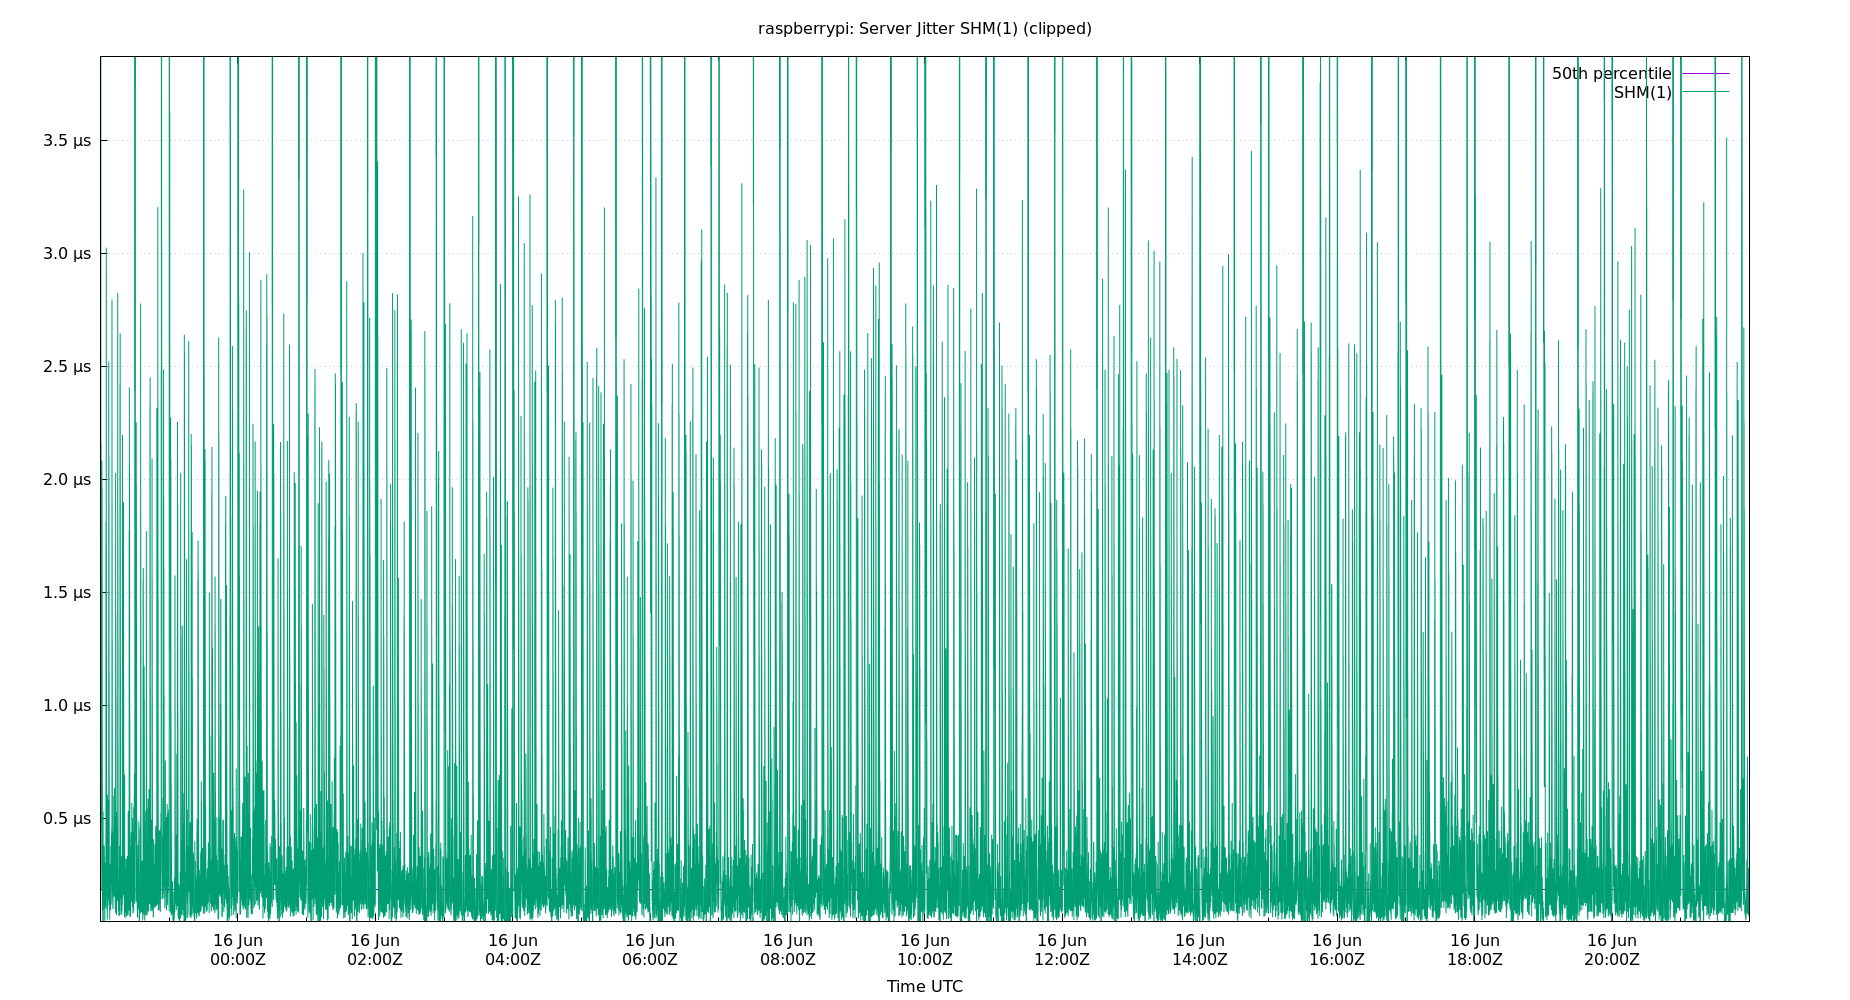 raspberrypi: Server Jitter SHM(1) (clipped)
50th percentile
SHM(1)
3.5 µs
3.0 µs
2.5 µs
2.0 µs
1.5 µs
1.0 µs
0.5 µs
16 Jun 16 Jun 16 Jun 16 Jun 16 Jun 16 Jun 16 Jun 16 Jun 16 Jun 16 Jun 16 Jun
00:00Z 02:00Z 04:00Z 06:00Z 08:00Z 10:00Z 12:00Z 14:00Z 16:00Z 18:00Z 20:00Z
Time UTC